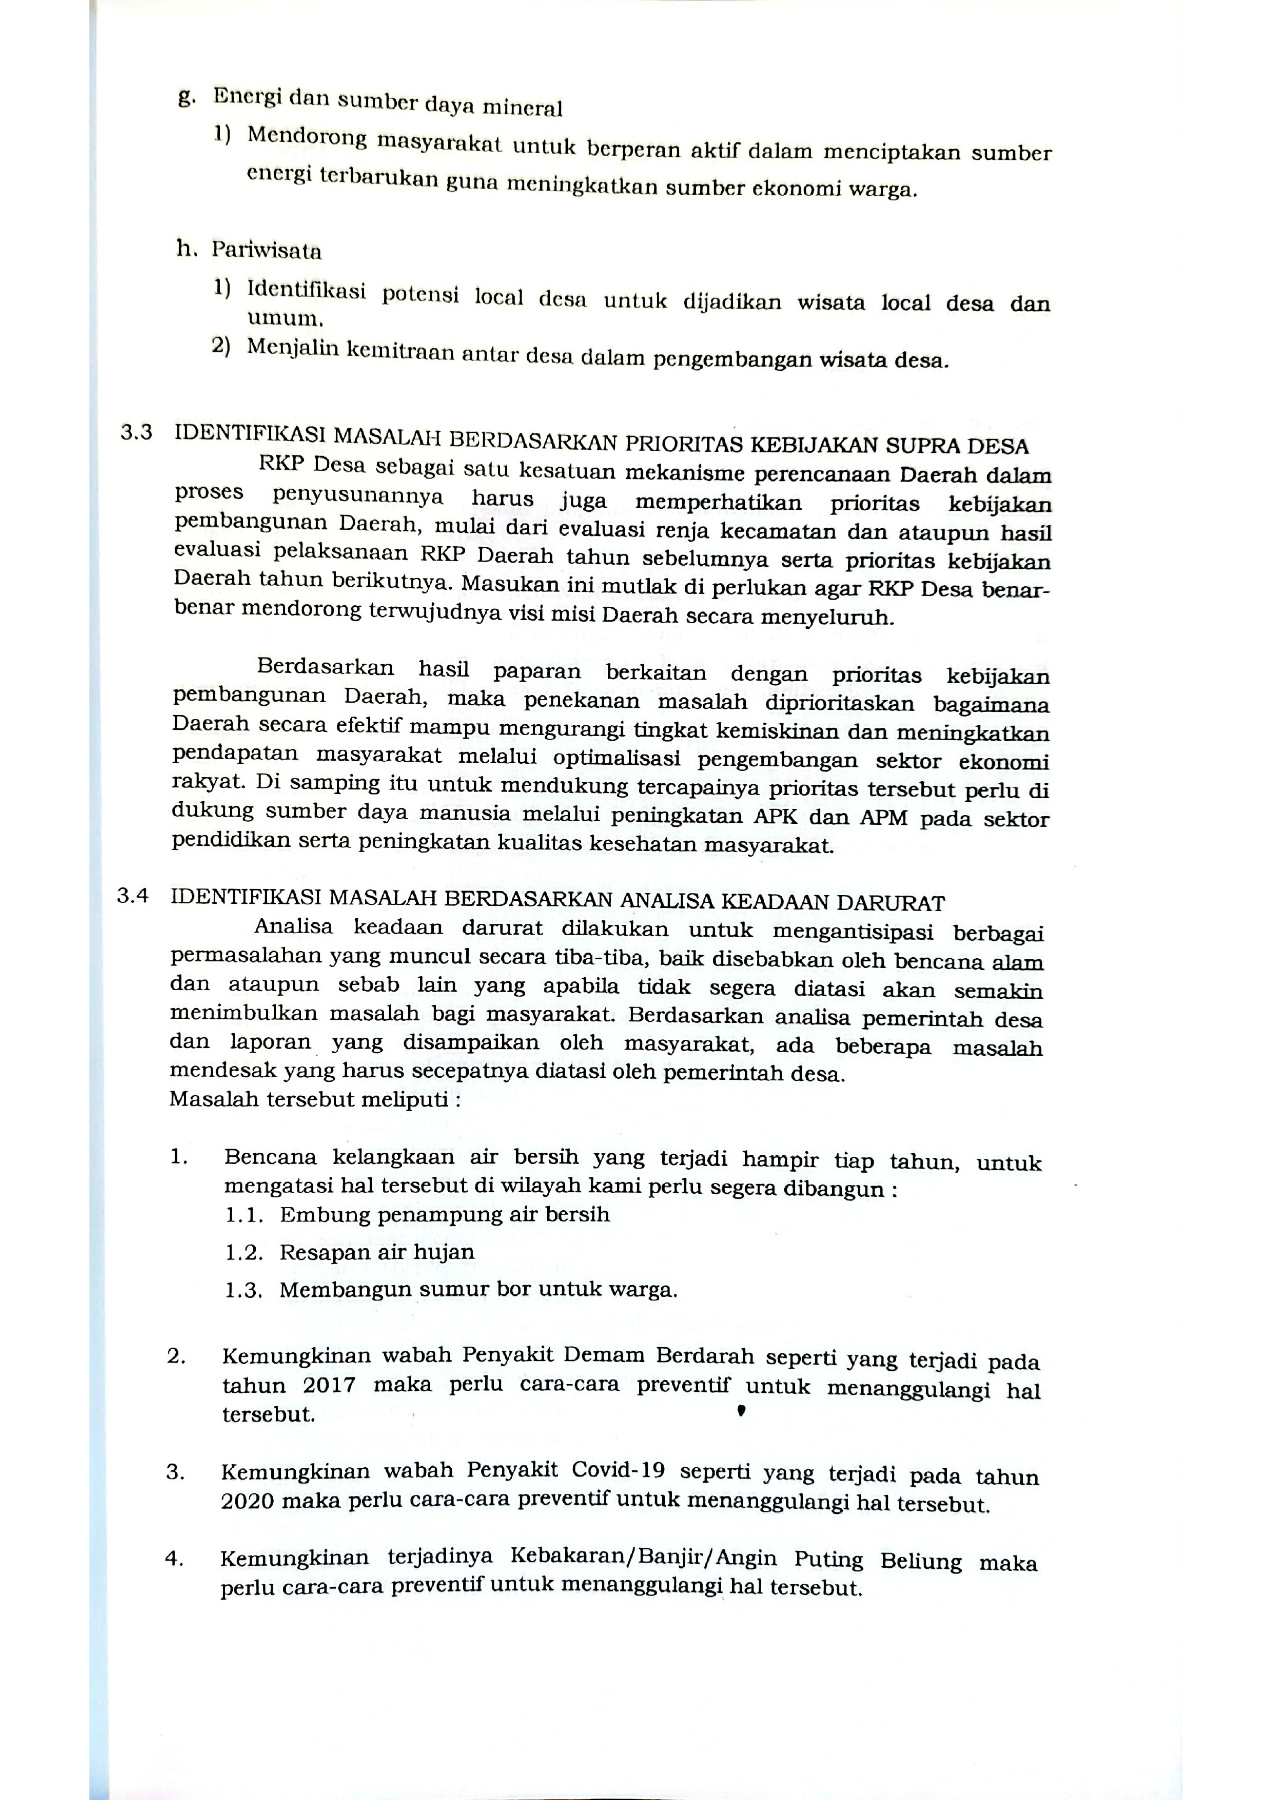 g. Energi dan sumber daya mineral
1) Mendorong masyarakat untuk berperan aktif dalam menciptakan sumber
energi terbarukan guna meningkatkan sumber ekonomi warga.
h. Pariwisata
1) Identifikasi potensi local desa untuk dijadikan wisata local desa dan
umum.
2) Menjalin kemitraan antar desa dalam pengembangan wisata desa.
3.3 IDENTIFIKASI MASALAH BERDASARKAN PRIORITAS KEBIJAKAN SUPRA DESA
RKP Desa sebagai satu kesatuan mekanisme perencanaan Daerah dalam
proses penyusunannya harus juga memperhatikan prioritas kebijakan
pembangunan Daerah, mulai dari evaluasi renja kecamatan dan ataupun hasil
evaluasi pelaksanaan RKP Daerah tahun sebelumnya serta prioritas kebijakan
Daerah tahun berikutnya. Masukan ini mutlak di perlukan agar RKP Desa benar-
benar mendorong terwujudnya visi misi Daerah secara menyeluruh.
Berdasarkan hasil paparan berkaitan dengan prioritas kebijakan
pembangunan Daerah, maka penekanan masalah diprioritaskan bagaimana
Daerah secara efektif mampu mengurangi tingkat kemiskinan dan meningkatkan
pendapatan masyarakat melalui optimalisasi pengembangan sektor ekonomi
rakyat. Di samping itu untuk mendukung tercapainya prioritas tersebut perlu di
dukung sumber daya manusia melalui peningkatan APK dan APM pada sektor
pendidikan serta peningkatan kualitas kesehatan masyarakat.
3.4 IDENTIFIKASI MASALAH BERDASARKAN ANALISA KEADAAN DARURAT
Analisa keadaan darurat dilakukan untuk mengantisipasi berbagai
permasalahan yang muncul secara tiba-tiba, baik disebabkan oleh bencana alam
dan ataupun sebab lain yang apabila tidak segera diatasi akan semakin
menimbulkan masalah bagi masyarakat. Berdasarkan analisa pemerintah desa
dan laporan yang disampaikan oleh masyarakat, ada beberapa masalah
mendesak yang harus secepatnya diatasi oleh pemerintah desa.
Masalah tersebut meliputi :
1. Bencana kelangkaan air bersih yang terjadi hampir tiap tahun, untuk
mengatasi hal tersebut di wilayah kami perlu segera dibangun :
1.1. Embung penampung air bersih
1.2. Resapan air hujan
1.3. Membangun sumur bor untuk warga.
2. Kemungkinan wabah Penyakit Demam Berdarah seperti yang terjadi pada
tahun 2017 maka perlu cara-cara preventif untuk menanggulangi hal
tersebut.
3. Kemungkinan wabah Penyakit Covid-19 seperti yang terjadi pada tahun
2020 maka perlu cara-cara preventif untuk menanggulangi hal tersebut.
4. Kemungkinan terjadinya Kebakaran/Banjir/Angin Puting Beliung maka
perlu cara-cara preventif untuk menanggulangi hal tersebut.